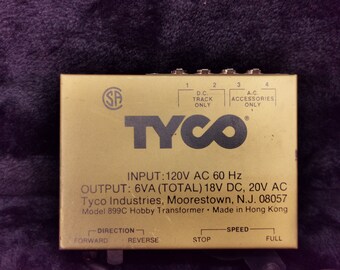 1 2 3 4
D.C. TRACK ONLY A.C. ACCESSORIES ONLY
SA
TYCO®
INPUT: 120V AC 60 Hz
OUTPUT: 6VA (TOTAL) 18V DC, 20V AC
Tyco Industries, Moorestown, N.J. 08057
Model 899C Hobby Transformer • Made in Hong Kong
DIRECTION SPEED
FORWARD REVERSE STOP FULL